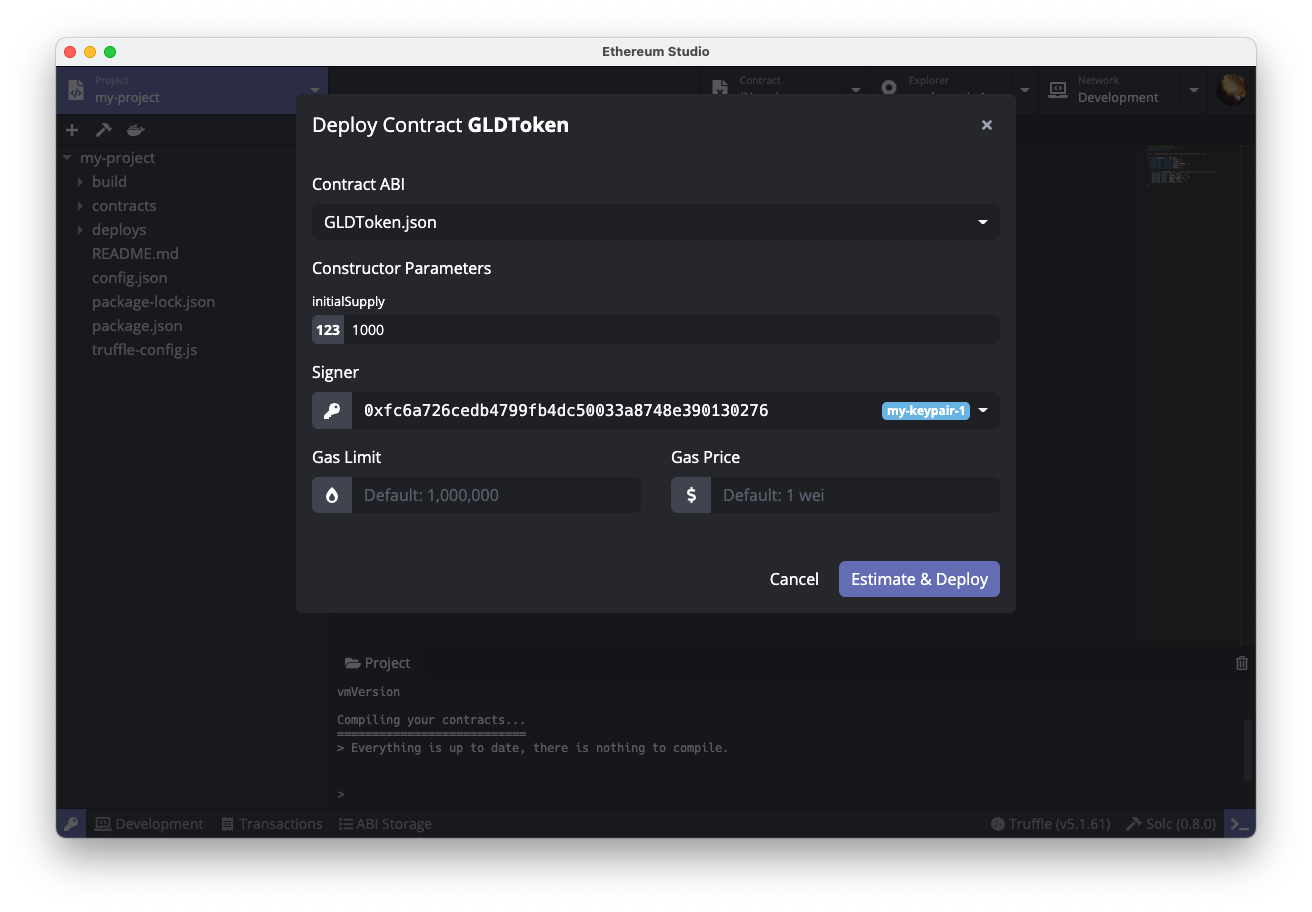 Ethereum Studio
Project
my-project
Contract
Explorer
Network
Development
my-project
build
contracts
deploys
README.md
config.json
package-lock.json
package.json
truffle-config.js
Deploy Contract GLDToken
×
Contract ABI
GLDToken.json
Constructor Parameters
initialSupply
123 1000
Signer
0xfc6a726cedb4799fb4dc50033a8748e390130276 my-keypair-1
Gas Limit Gas Price
Default: 1,000,000 $ Default: 1 wei
Cancel Estimate & Deploy
Project
vmVersion
Compiling your contracts...
===========================
> Everything is up to date, there is nothing to compile.
>
Development Transactions ABI Storage Truffle (v5.1.61) Solc (0.8.0) >_